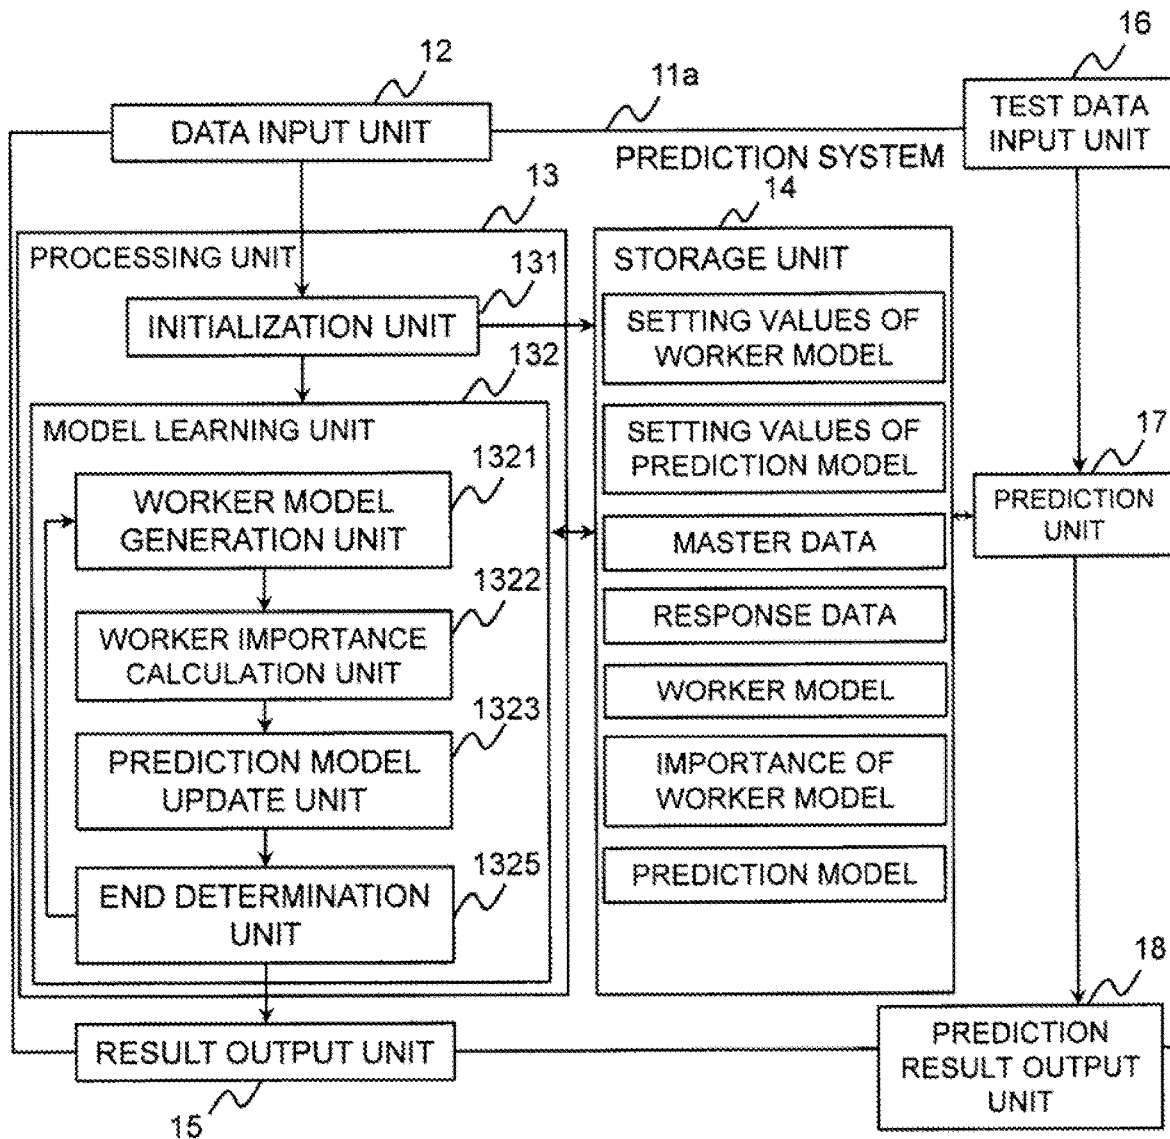 12
11a
16
DATA INPUT UNIT
TEST DATA
INPUT UNIT
PREDICTION SYSTEM
13
14
PROCESSING UNIT
STORAGE UNIT
131
INITIALIZATION UNIT
SETTING VALUES OF
WORKER MODEL
132
MODEL LEARNING UNIT
SETTING VALUES OF
PREDICTION MODEL
17
1321
WORKER MODEL
GENERATION UNIT
PREDICTION
UNIT
MASTER DATA
1322
RESPONSE DATA
WORKER IMPORTANCE
CALCULATION UNIT
WORKER MODEL
1323
PREDICTION MODEL
UPDATE UNIT
IMPORTANCE OF
WORKER MODEL
1325
PREDICTION MODEL
END DETERMINATION
UNIT
18
RESULT OUTPUT UNIT
PREDICTION
RESULT OUTPUT
UNIT
15